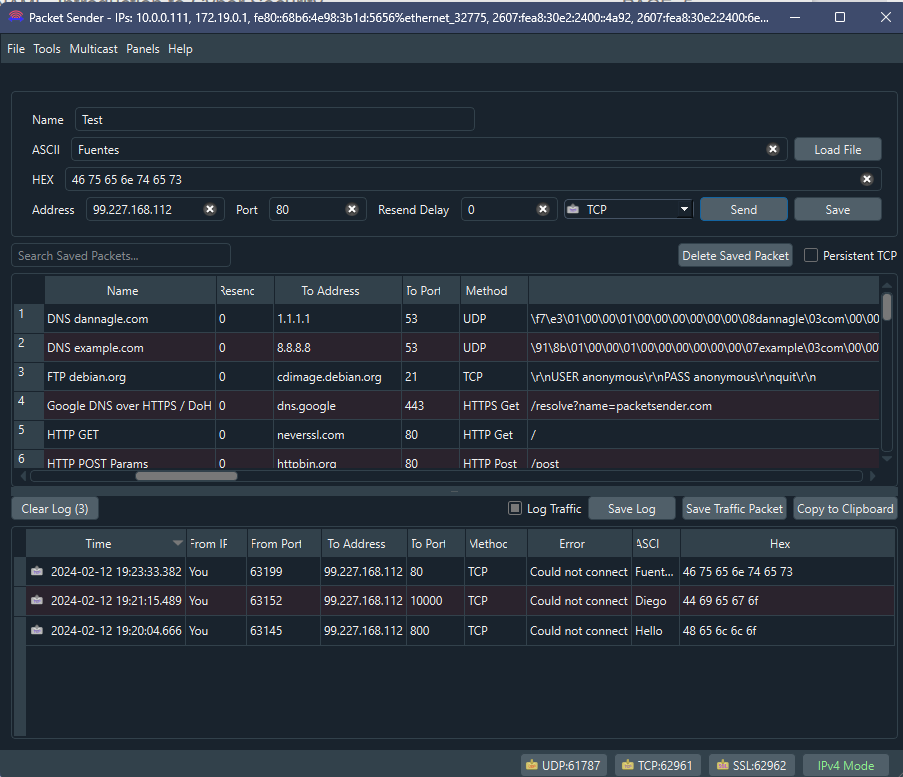 Packet Sender - IPs: 10.0.0.111, 172.19.0.1, fe80::68b6:4e98:3b1d:5656%ethernet_32775, 2607:fea8:30e2:2400::4a92, 2607:fea8:30e2:2400:6e...
File Tools Multicast Panels Help
Name Test
ASCII Fuentes Load File
HEX 46 75 65 6e 74 65 73
Address 99.227.168.112 Port 80 Resend Delay 0 TCP Send Save
Search Saved Packets... Delete Saved Packet Persistent TCP
Name Resenc To Address To Port Method
1 DNS dannagle.com 0 1.1.1.1 53 UDP \f7\e3\01\00\00\01\00\00\00\00\00\00\08dannagle\03com\00\00
2 DNS example.com 0 8.8.8.8 53 UDP \91\8b\01\00\00\01\00\00\00\00\00\00\07example\03com\00\00
3 FTP debian.org 0 cdimage.debian.org 21 TCP \r\nUSER anonymous\r\nPASS anonymous\r\nquit\r\n
4 Google DNS over HTTPS / DoH 0 dns.google 443 HTTPS Get /resolve?name=packetsender.com
5 HTTP GET 0 neverssl.com 80 HTTP Get /
6 HTTP POST Params 0 httpbin.org 80 HTTP Post /post
Clear Log (3) Log Traffic Save Log Save Traffic Packet Copy to Clipboard
Time From IP From Port To Address To Port Method Error ASCI Hex
2024-02-12 19:23:33.382 You 63199 99.227.168.112 80 TCP Could not connect Fuent... 46 75 65 6e 74 65 73
2024-02-12 19:21:15.489 You 63152 99.227.168.112 10000 TCP Could not connect Diego 44 69 65 67 6f
2024-02-12 19:20:04.666 You 63145 99.227.168.112 800 TCP Could not connect Hello 48 65 6c 6c 6f
UDP:61787 TCP:62961 SSL:62962 IPv4 Mode